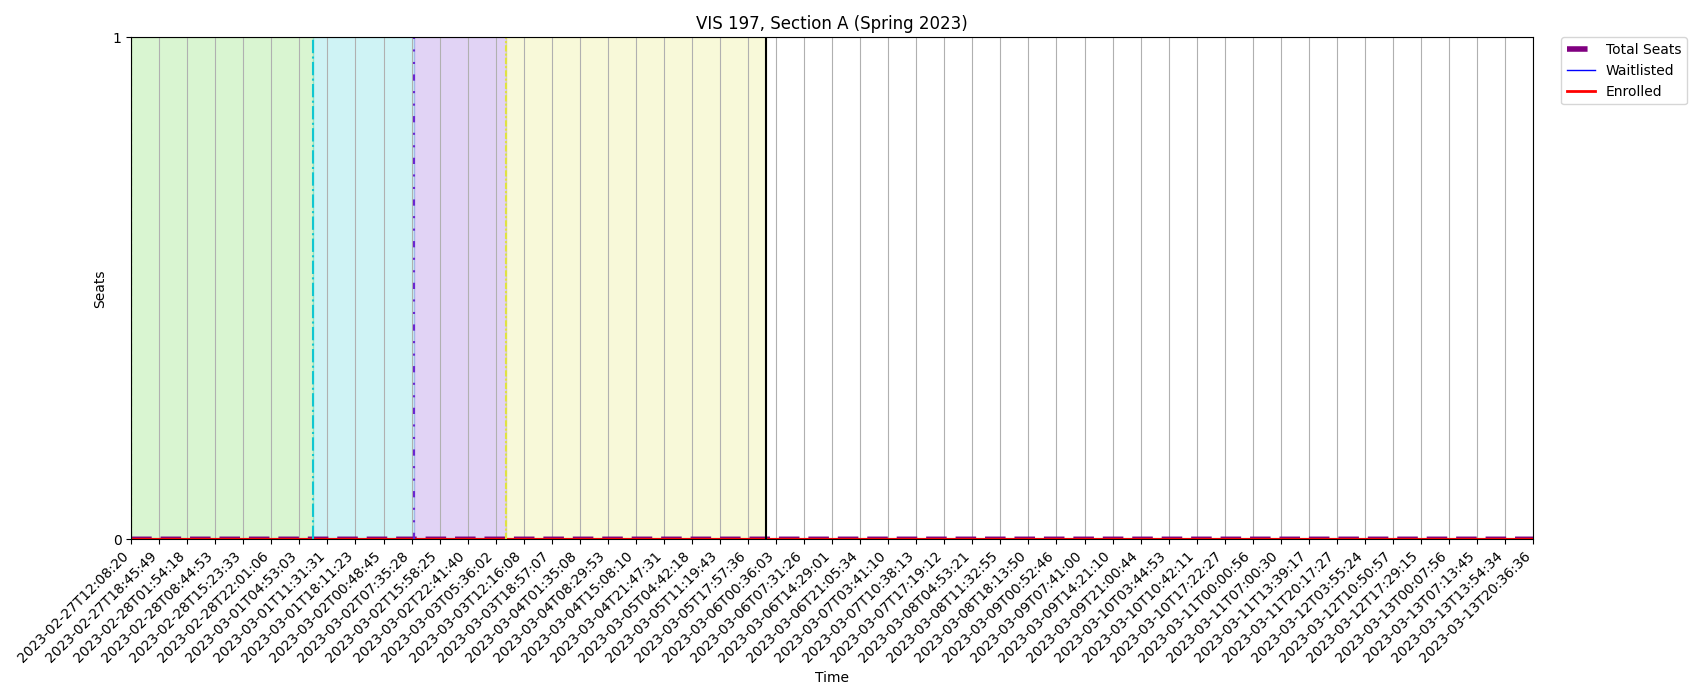 VIS 197, Section A (Spring 2023)
1
0
Seats
Total Seats
Waitlisted
Enrolled
2023-02-27T12:08:20
2023-02-27T18:45:49
2023-02-28T01:54:18
2023-02-28T08:44:53
2023-02-28T15:23:33
2023-02-28T22:01:06
2023-03-01T04:53:03
2023-03-01T11:31:31
2023-03-01T18:11:23
2023-03-02T00:48:45
2023-03-02T07:35:28
2023-03-02T15:58:25
2023-03-02T22:41:40
2023-03-03T05:36:02
2023-03-03T12:16:08
2023-03-03T18:57:07
2023-03-04T01:35:08
2023-03-04T08:29:53
2023-03-04T15:08:10
2023-03-04T21:47:31
2023-03-05T04:42:18
2023-03-05T11:19:43
2023-03-05T17:57:36
2023-03-06T00:36:03
2023-03-06T07:31:26
2023-03-06T14:29:01
2023-03-06T21:05:34
2023-03-07T03:41:10
2023-03-07T10:38:13
2023-03-07T17:19:12
2023-03-08T04:53:21
2023-03-08T11:32:55
2023-03-08T18:13:50
2023-03-09T00:52:46
2023-03-09T07:41:00
2023-03-09T14:21:10
2023-03-09T21:00:44
2023-03-10T03:44:53
2023-03-10T10:42:11
2023-03-10T17:22:27
2023-03-11T00:00:56
2023-03-11T07:00:30
2023-03-11T13:39:17
2023-03-11T20:17:27
2023-03-12T03:55:24
2023-03-12T10:50:57
2023-03-12T17:29:15
2023-03-13T00:07:56
2023-03-13T07:13:45
2023-03-13T13:54:34
2023-03-13T20:36:36
Time